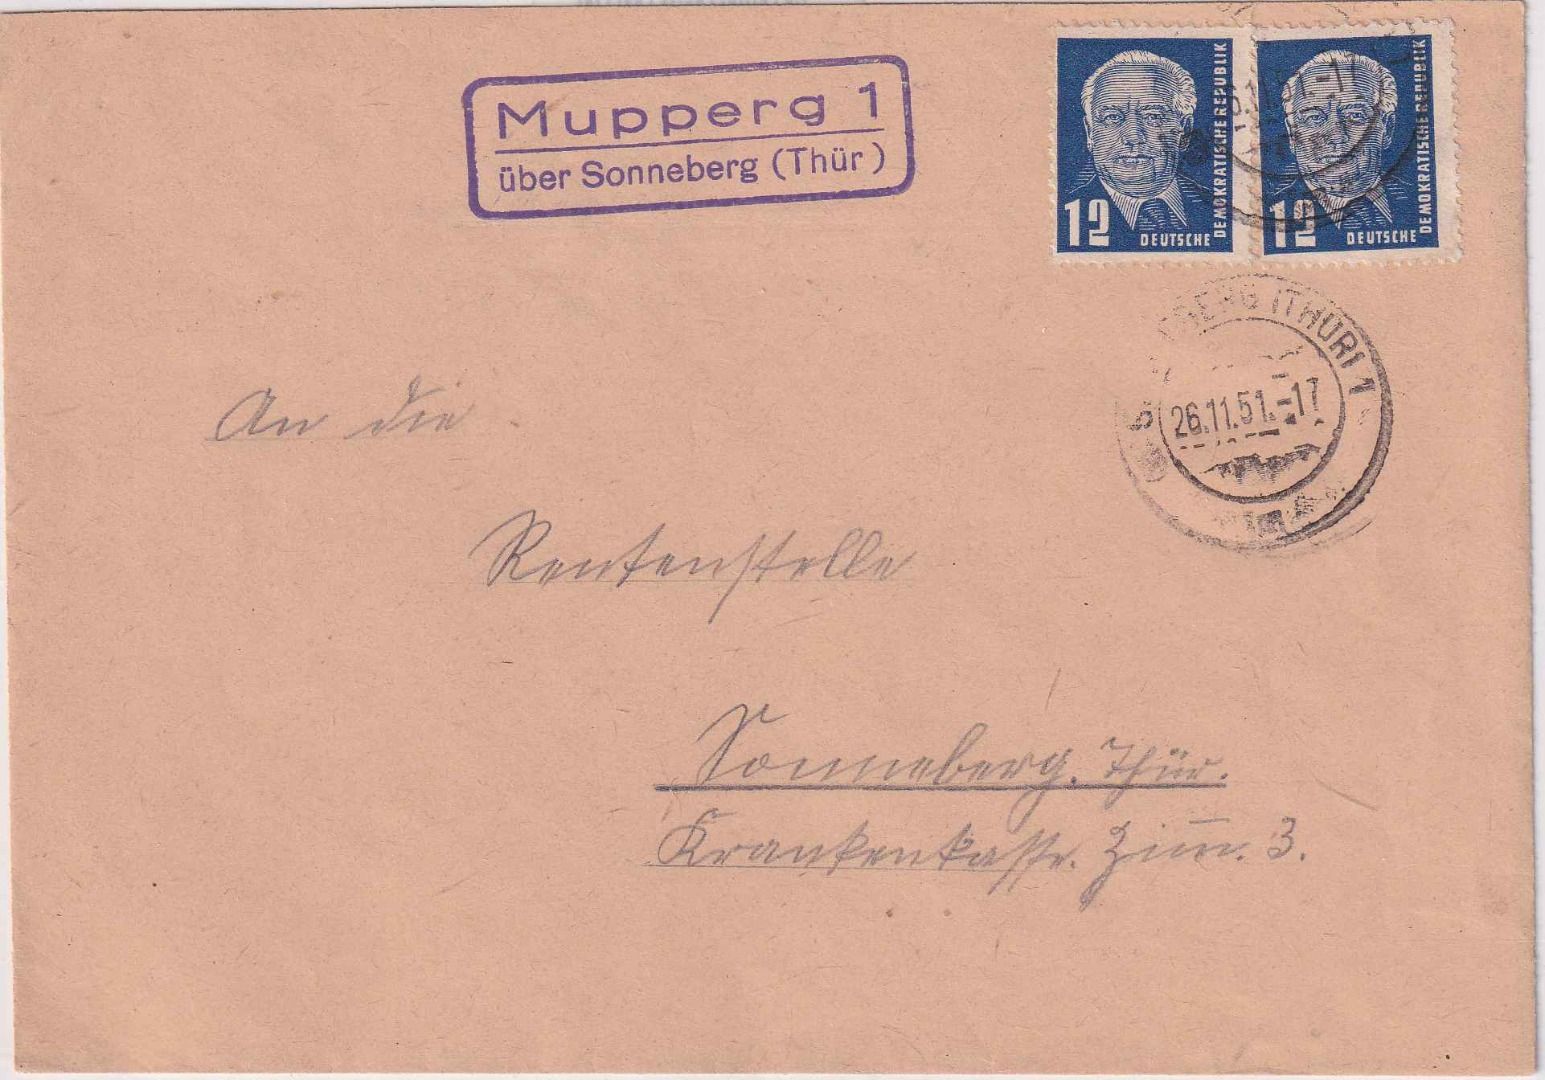 Mupperg 1
über Sonneberg (Thür)
12
DEUTSCHE
DEMOKRATISCHE REPUBLIK
12
DEUTSCHE
DEMOKRATISCHE REPUBLIK
BERG (THÜR) 1
26.11.51.-17
An die
Rentenstelle
Sonneberg. Thür.
Krankenkasse. Zim̅. 3.